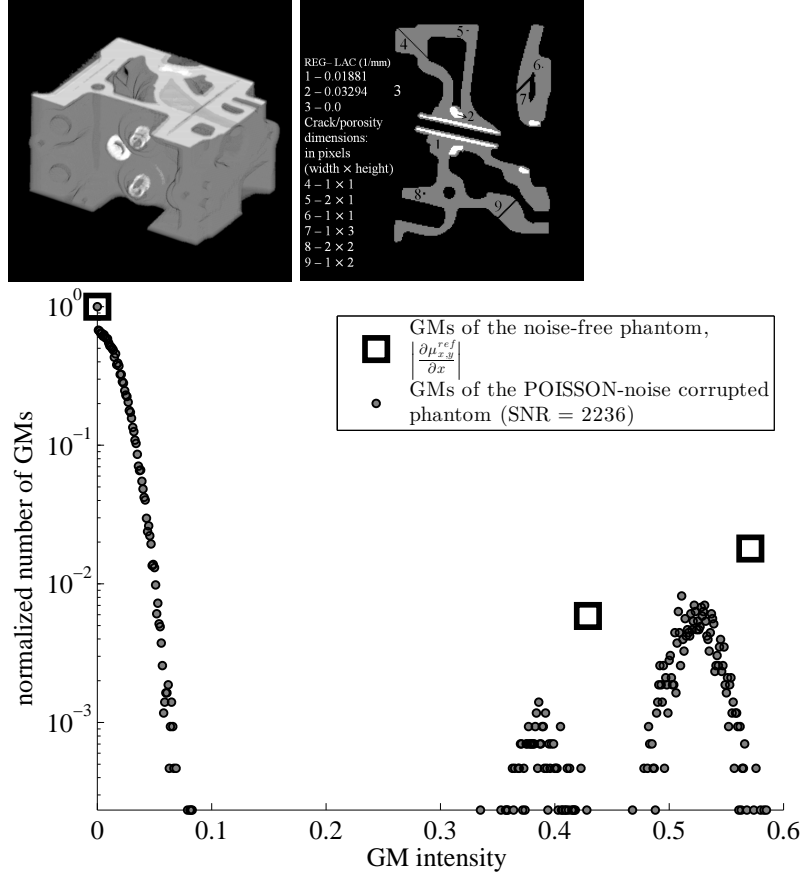 REG– LAC (1/mm)
1 – 0.01881
2 – 0.03294
3 – 0.0
Crack/porosity
dimensions:
in pixels
(width × height)
4 – 1 × 1
5 – 2 × 1
6 – 1 × 1
7 – 1 × 3
8 – 2 × 2
9 – 1 × 2
3
4
5
2
1
6
7
8
9
normalized number of GMs
10^0
10^−1
10^−2
10^−3
GMs of the noise-free phantom,
|∂μ^{ref}_{x,y}/∂x|
GMs of the POISSON-noise corrupted
phantom (SNR = 2236)
0 0.1 0.2 0.3 0.4 0.5 0.6
GM intensity